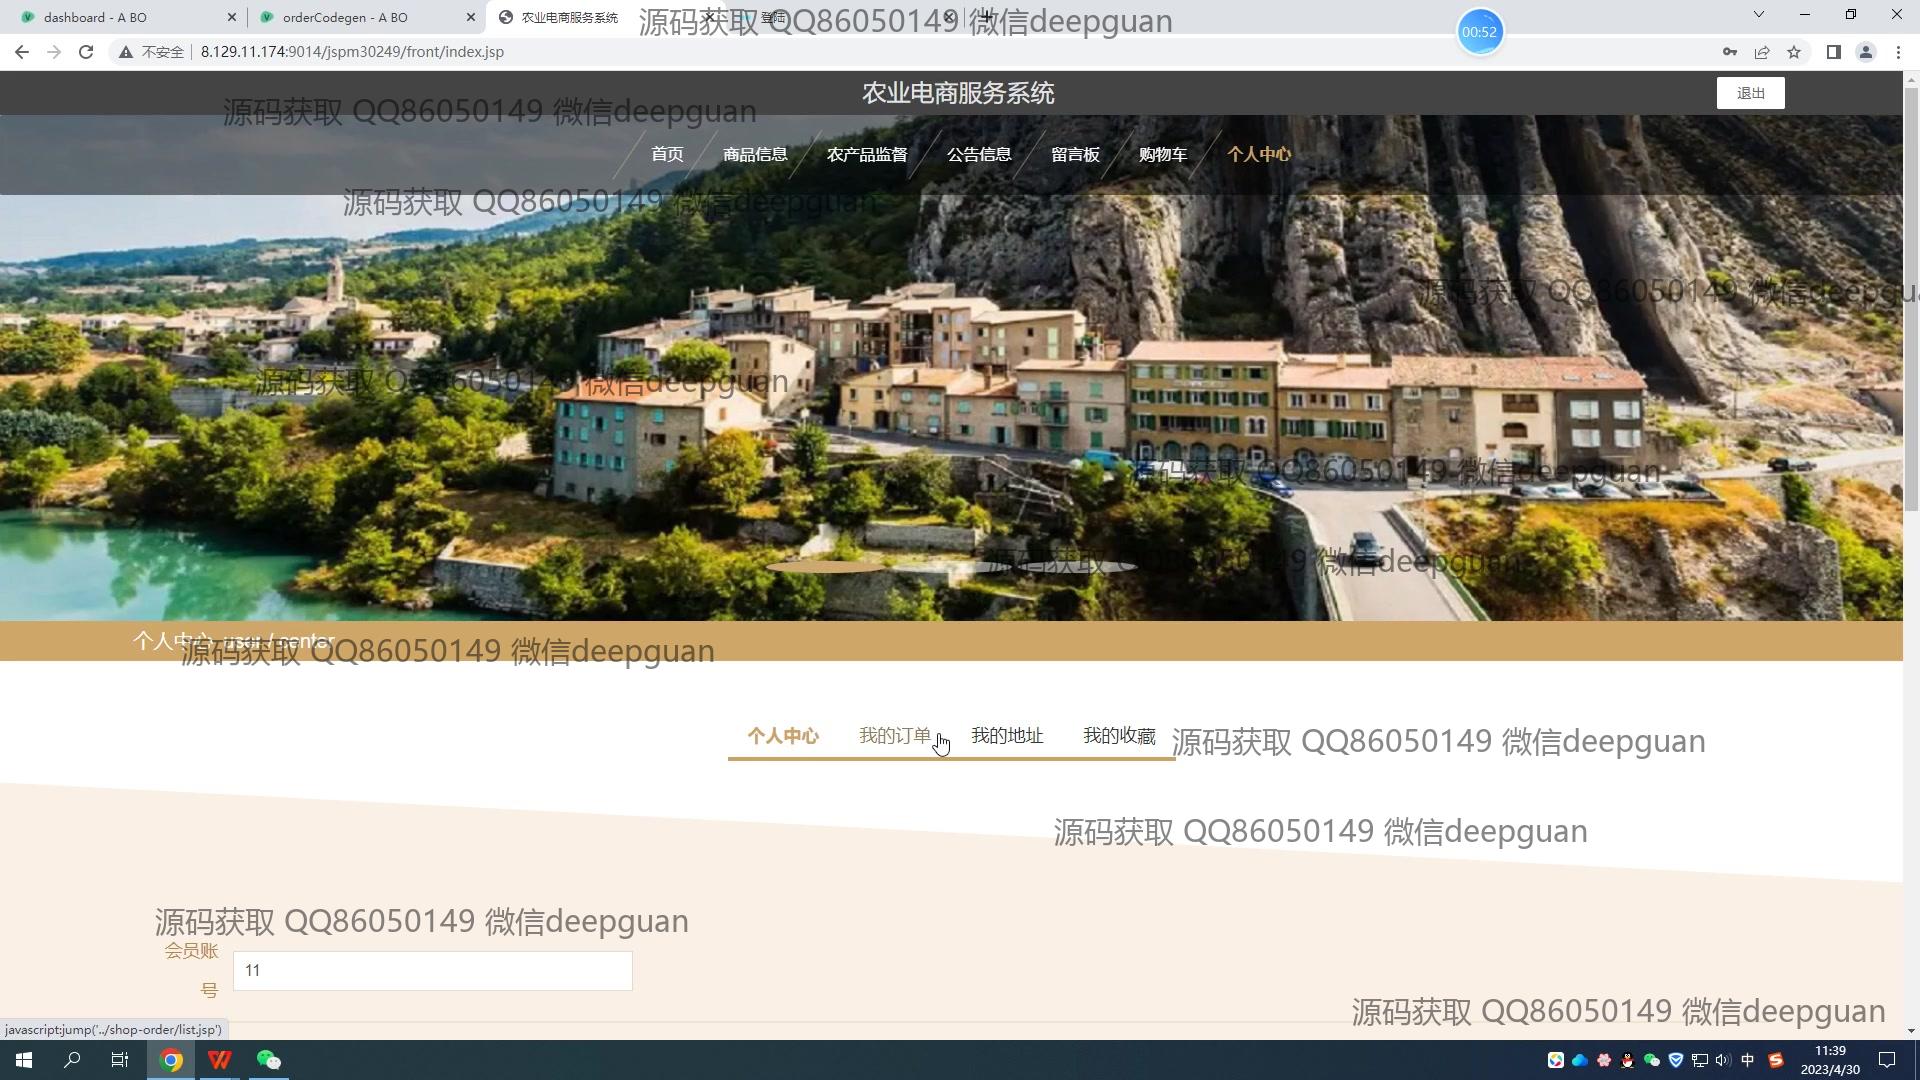 dashboard - A BO
orderCodegen - A BO
农业电商服务系统
登陆
源码获取 QQ86050149 微信deepguan
00:52
不安全
8.129.11.174:9014/jspm30249/front/index.jsp
农业电商服务系统
退出
源码获取 QQ86050149 微信deepguan
首页
商品信息
农产品监督
公告信息
留言板
购物车
个人中心
源码获取 QQ86050149 微信deepguan
源码获取 QQ86050149 微信deepgu
源码获取 QQ86050149 微信deepguan
源码获取 QQ86050149 微信deepguan
源码获取 QQ86050149 微信deepguan
个人中心 user / center
源码获取 QQ86050149 微信deepguan
个人中心
我的订单
我的地址
我的收藏
源码获取 QQ86050149 微信deepguan
源码获取 QQ86050149 微信deepguan
源码获取 QQ86050149 微信deepguan
会员账
号
11
源码获取 QQ86050149 微信deepguan
javascript:jump('../shop-order/list.jsp')
中
11:39
2023/4/30